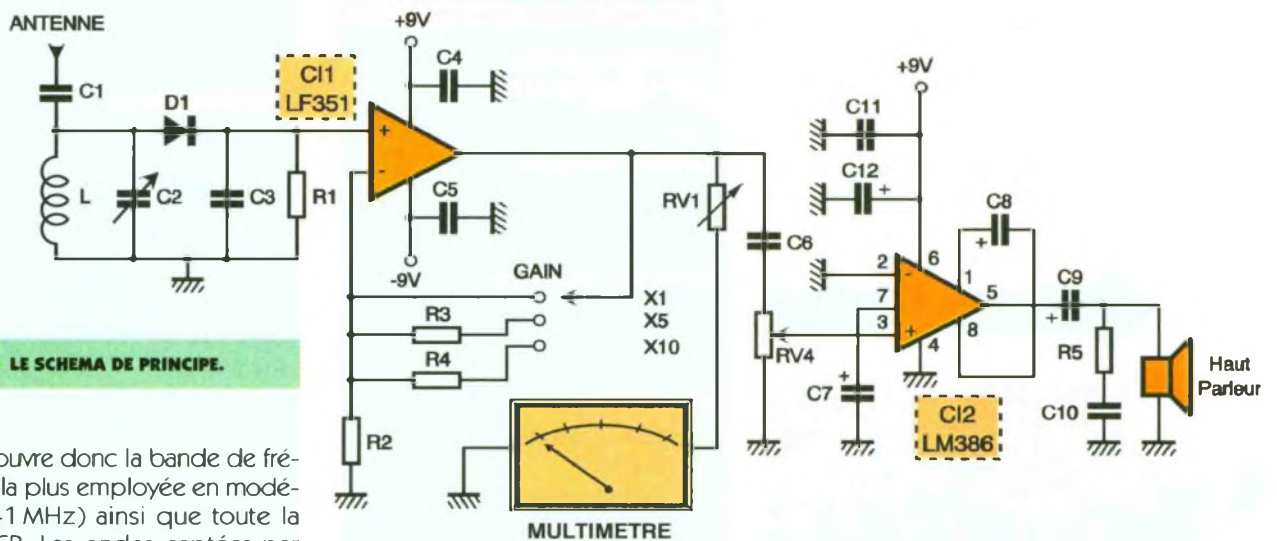 ANTENNE
C1
D1
L
C2
C3
R1
CI1
LF351
+9V
C4
C5
-9V
GAIN
X1
X5
X10
R3
R4
R2
RV1
C6
RV4
MULTIMETRE
+9V
C11
C12
+
2
7
3
6
1
5
8
4
-
+
C7
+
C8
+
C9
+
R5
C10
CI2
LM386
Haut
Parleur
LE SCHEMA DE PRINCIPE.
ouvre donc la bande de fré-
la plus employée en modé-
1 MHz) ainsi que toute la